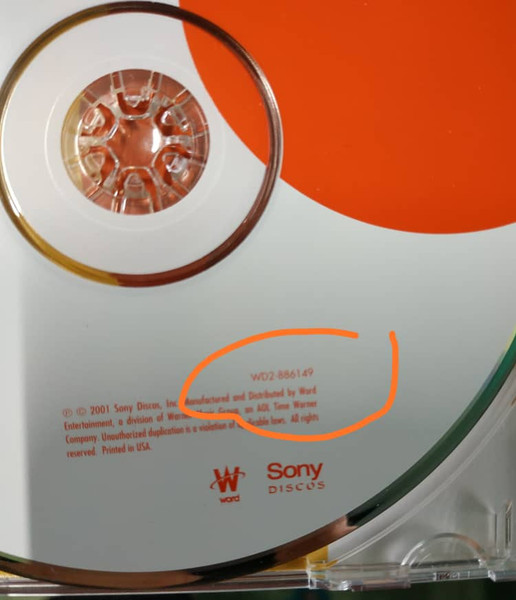 WD2-886149
℗ © 2001 Sony Discos, Inc. Manufactured and Distributed by Word
Entertainment, a division of Warner Music Group, an AOL Time Warner
Company. Unauthorized duplication is a violation of applicable laws. All rights
reserved. Printed in USA.
W
word
Sony
DISCOS